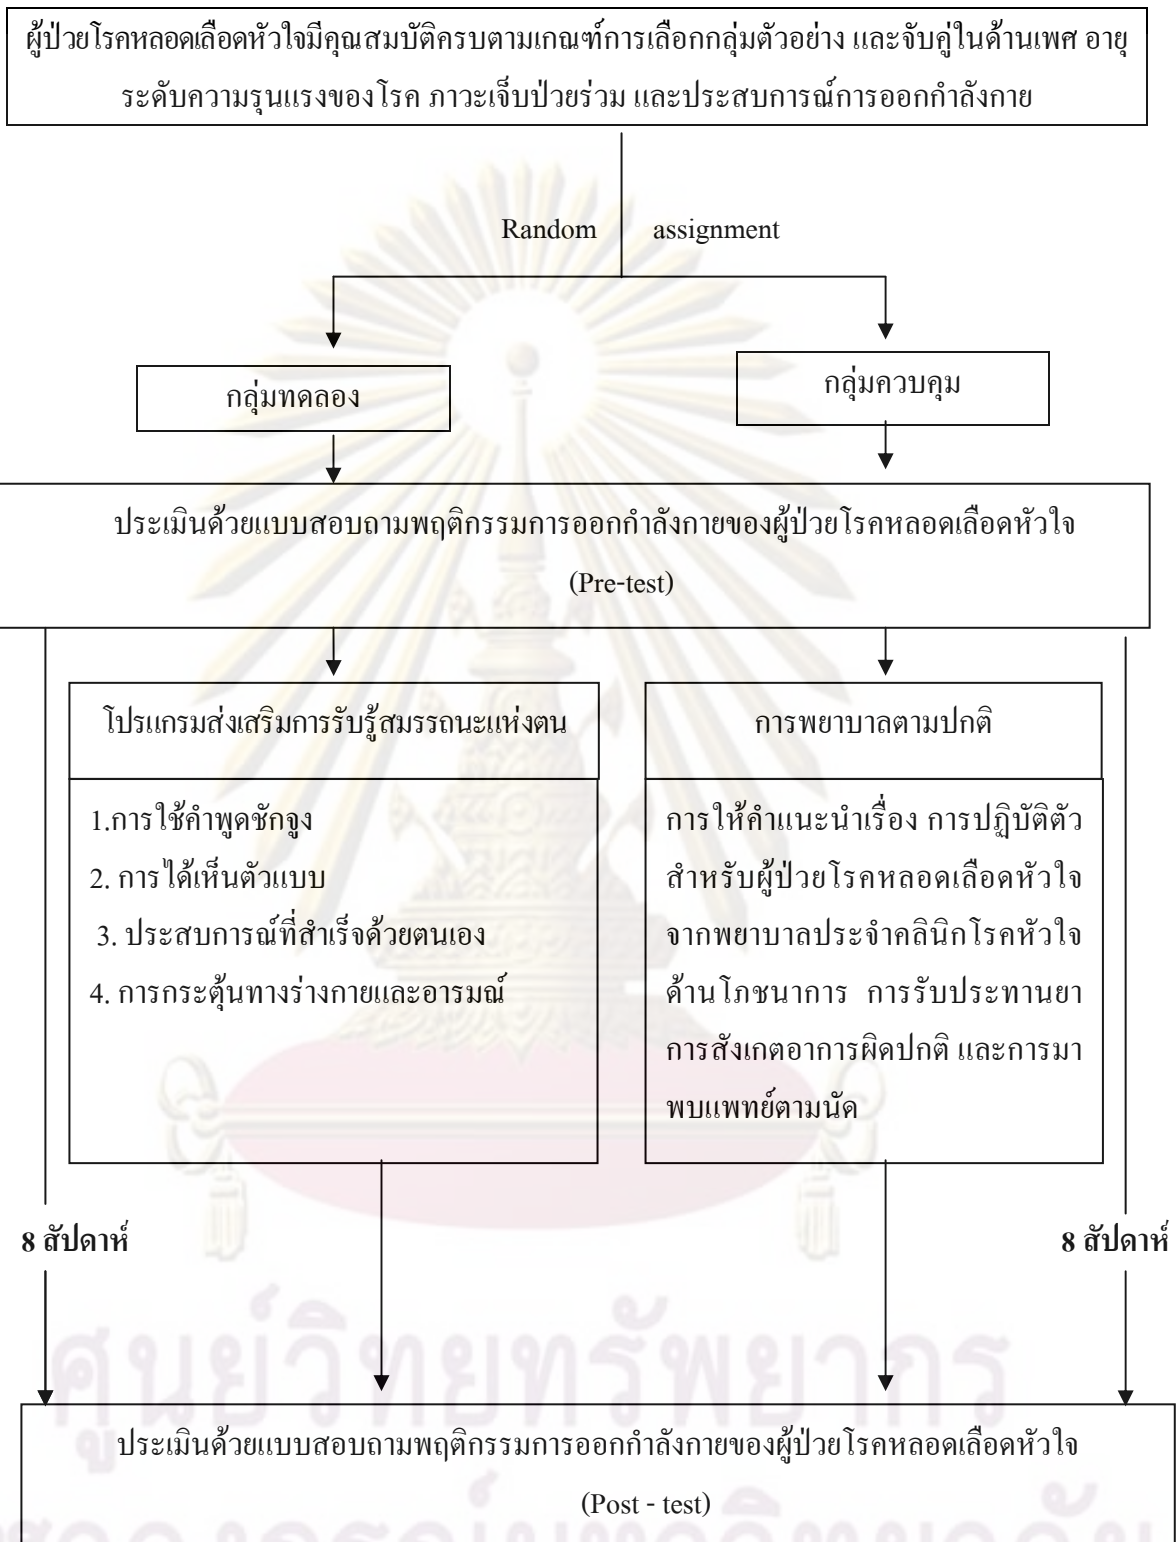 ผู้ป่วยโรคหลอดเลือดหัวใจมีคุณสมบัติครบตามเกณฑ์การเลือกกลุ่มตัวอย่าง และจับคู่ในด้านเพศ อายุ
ระดับความรุนแรงของโรค ภาวะเจ็บป่วยร่วม และประสบการณ์การออกกำลังกาย
Random assignment
กลุ่มทดลอง
กลุ่มควบคุม
ประเมินด้วยแบบสอบถามพฤติกรรมการออกกำลังกายของผู้ป่วยโรคหลอดเลือดหัวใจ
(Pre-test)
โปรแกรมส่งเสริมการรับรู้สมรรถนะแห่งตน
1.การใช้คำพูดชักจูง
2. การได้เห็นตัวแบบ
3. ประสบการณ์ที่สำเร็จด้วยตนเอง
4. การกระตุ้นทางร่างกายและอารมณ์
การพยาบาลตามปกติ
การให้คำแนะนำเรื่อง การปฏิบัติตัว
สำหรับผู้ป่วยโรคหลอดเลือดหัวใจ
จากพยาบาลประจำคลินิกโรคหัวใจ
ด้านโภชนาการ การรับประทานยา
การสังเกตอาการผิดปกติ และการมา
พบแพทย์ตามนัด
8 สัปดาห์
8 สัปดาห์
ประเมินด้วยแบบสอบถามพฤติกรรมการออกกำลังกายของผู้ป่วยโรคหลอดเลือดหัวใจ
(Post - test)
ศูนย์วิทยทรัพยากร